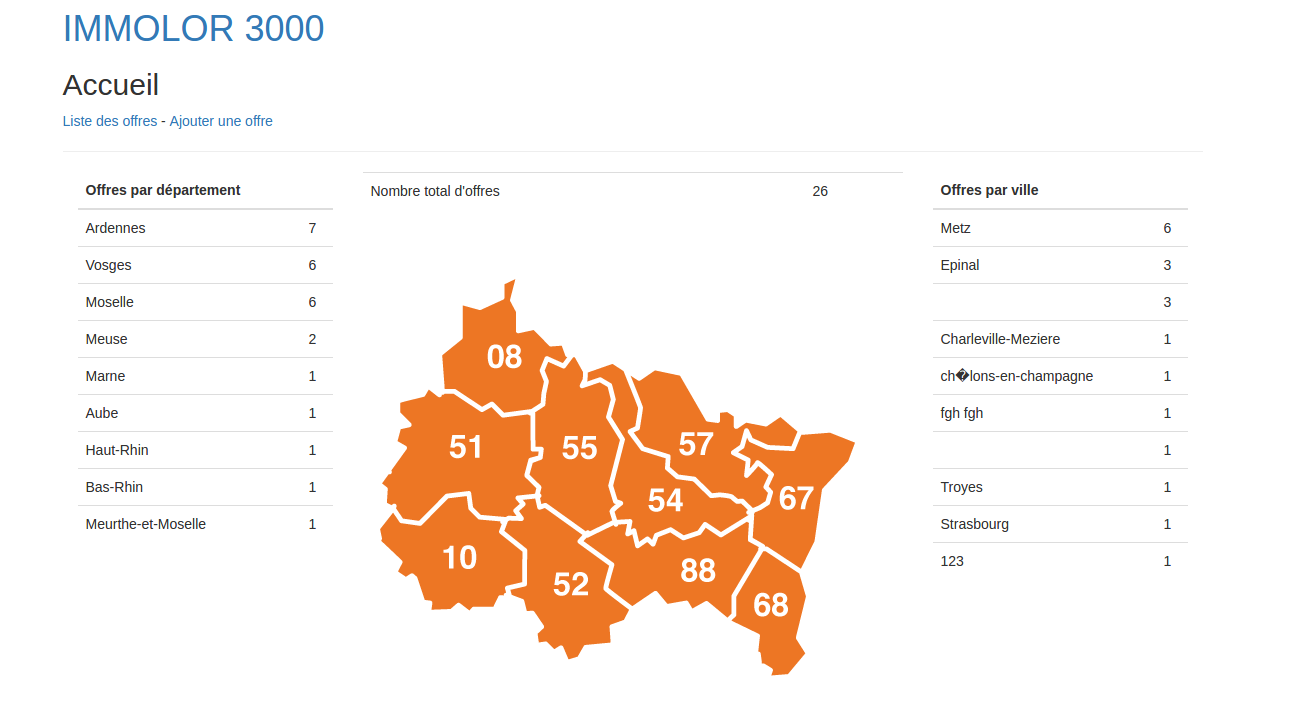 IMMOLOR 3000
Accueil
Liste des offres - Ajouter une offre
Offres par département
Ardennes 7
Vosges 6
Moselle 6
Meuse 2
Marne 1
Aube 1
Haut-Rhin 1
Bas-Rhin 1
Meurthe-et-Moselle 1
Nombre total d'offres 26
08
51
55
57
54
67
10
52
88
68
Offres par ville
Metz 6
Epinal 3
3
Charleville-Meziere 1
ch�lons-en-champagne 1
fgh fgh 1
1
Troyes 1
Strasbourg 1
123 1